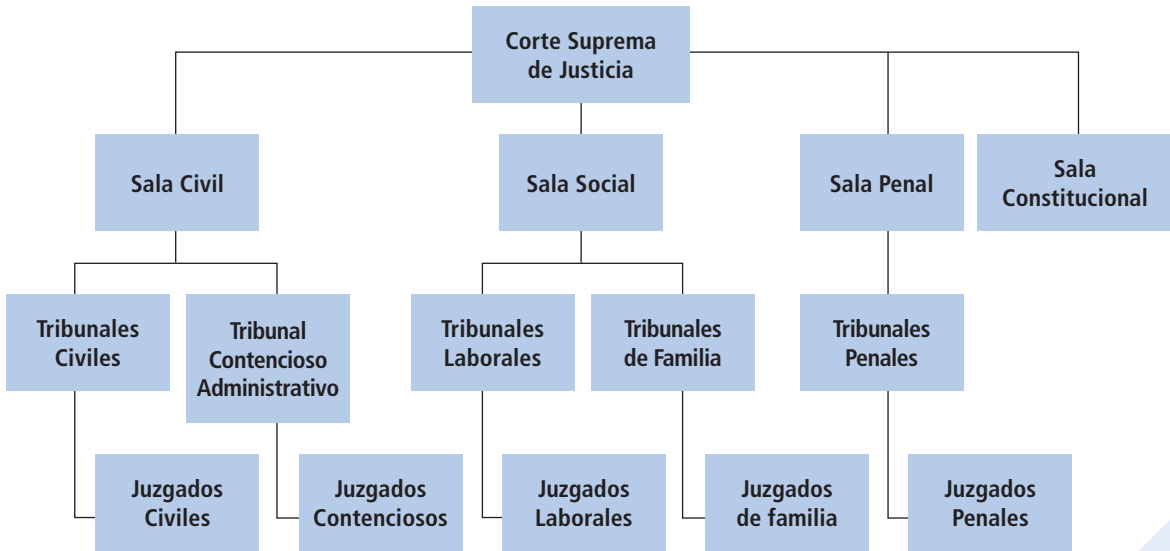 Corte Suprema
de Justicia
Sala Civil
Sala Social
Sala Penal
Sala
Constitucional
Tribunales
Civiles
Tribunal
Contencioso
Administrativo
Tribunales
Laborales
Tribunales
de Familia
Tribunales
Penales
Juzgados
Civiles
Juzgados
Contenciosos
Juzgados
Laborales
Juzgados
de familia
Juzgados
Penales